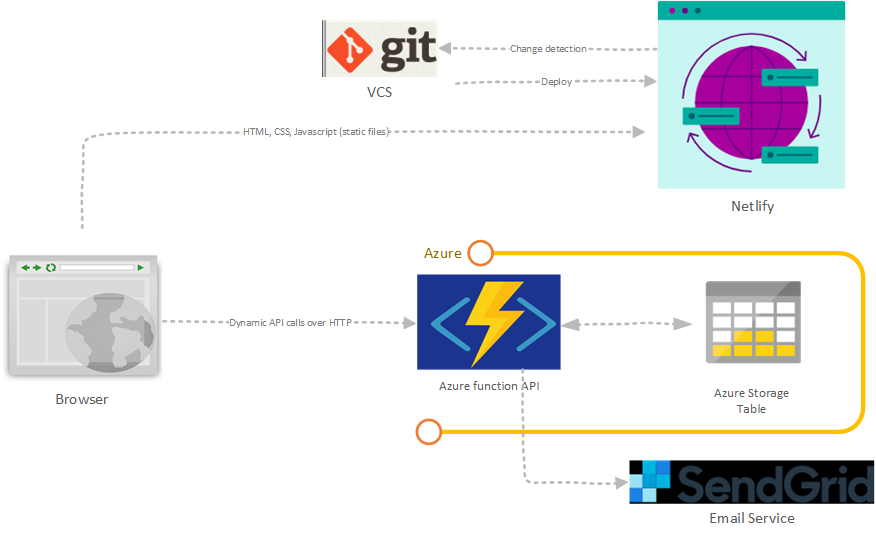 git
Change detection
VCS
Deploy
HTML, CSS, Javascript (static files)
Netlify
Azure
Dynamic API calls over HTTP
Browser
Azure function API
Azure Storage
Table
SendGrid
Email Service